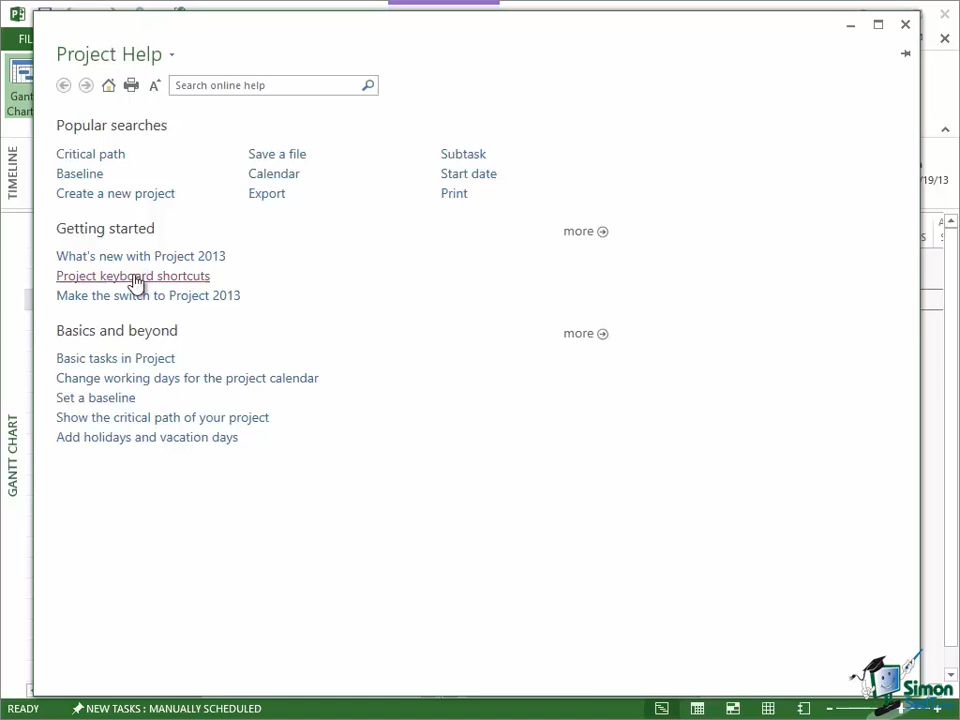 FIL
Project Help
Search online help
Gantt
Chart
Popular searches
Critical path
Save a file
Subtask
TIMELINE
Baseline
Calendar
Start date
/19/13
Create a new project
Export
Print
Getting started
more
What's new with Project 2013
Project keyboard shortcuts
Make the switch to Project 2013
Basics and beyond
more
Basic tasks in Project
Change working days for the project calendar
Set a baseline
Show the critical path of your project
Add holidays and vacation days
GANTT CHART
Simon
READY
NEW TASKS : MANUALLY SCHEDULED